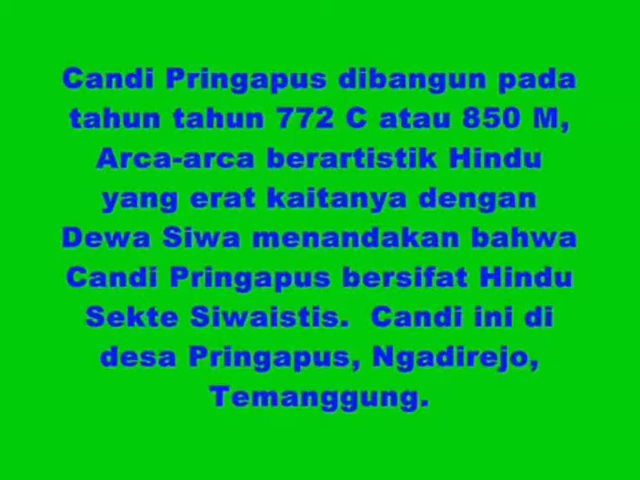 Candi Pringapus dibangun pada
tahun tahun 772 C atau 850 M,
Arca-arca berartistik Hindu
yang erat kaitanya dengan
Dewa Siwa menandakan bahwa
Candi Pringapus bersifat Hindu
Sekte Siwaistis.  Candi ini di
desa Pringapus, Ngadirejo,
Temanggung.